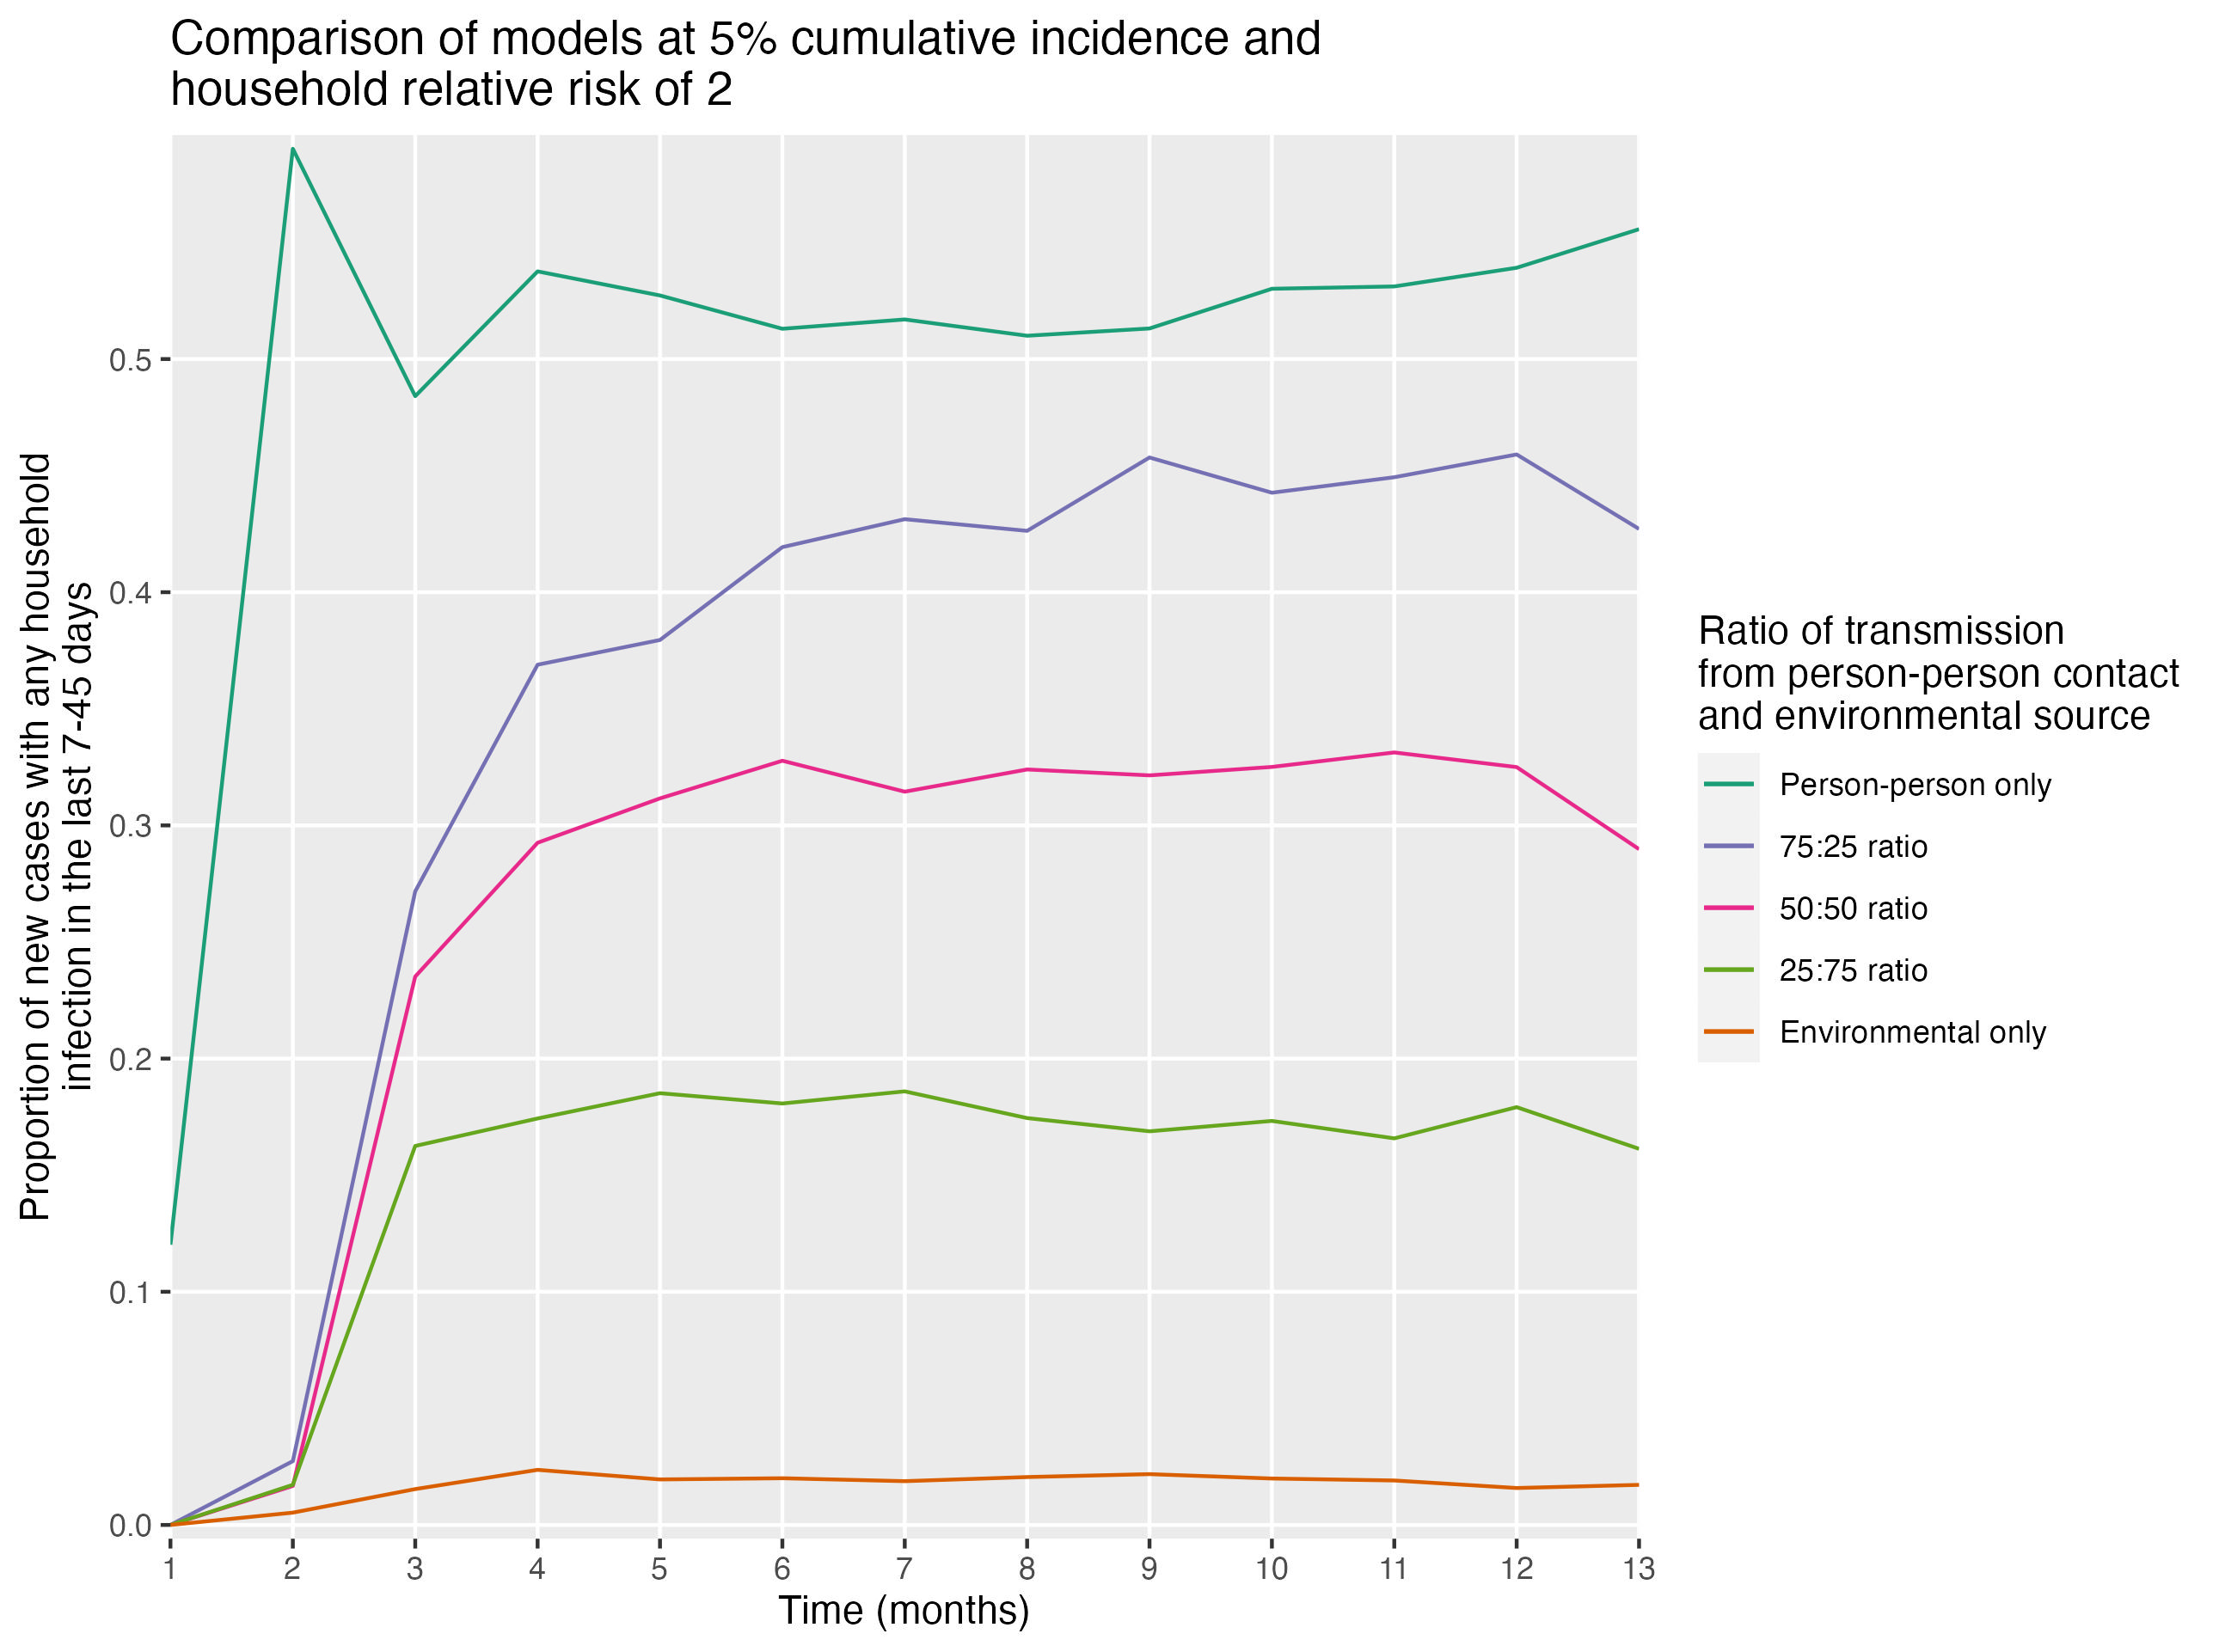 Comparison of models at 5% cumulative incidence and
household relative risk of 2
Proportion of new cases with any household
infection in the last 7-45 days
0.5
0.4
0.3
0.2
0.1
0.0
1 2 3 4 5 6 7 8 9 10 11 12 13
Time (months)
Ratio of transmission
from person-person contact
and environmental source
Person-person only
75:25 ratio
50:50 ratio
25:75 ratio
Environmental only